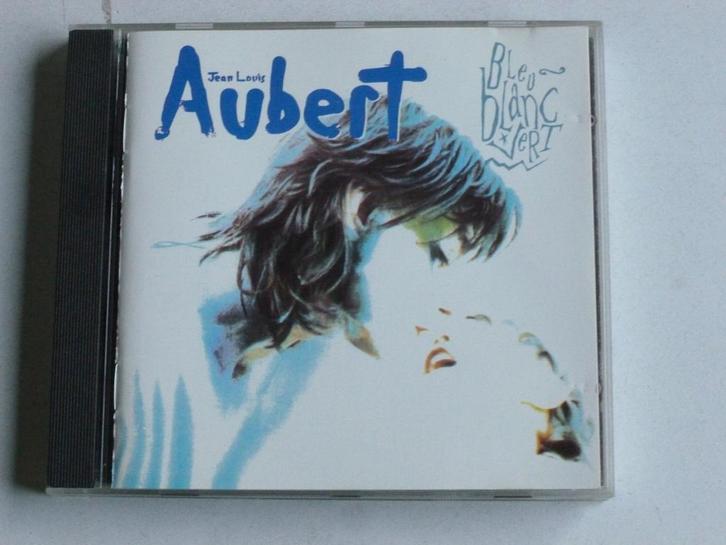 Jean Louis
Aubert
Bleu
blanc
vERT